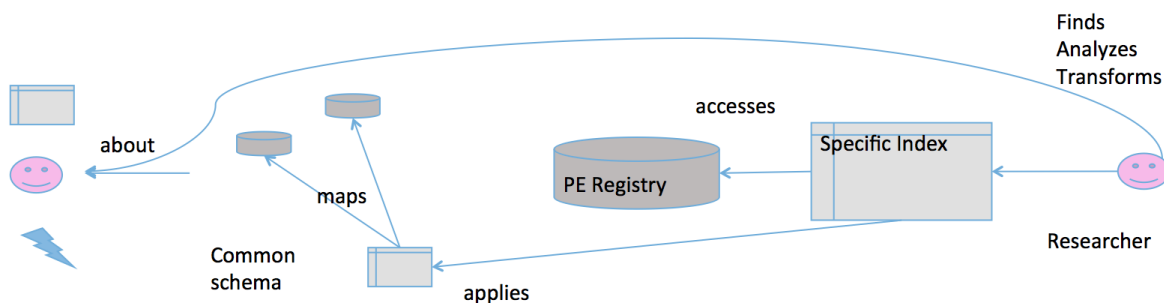 Finds
Analyzes
Transforms
accesses
about
Specific Index
PE Registry
maps
Common
schema
applies
Researcher